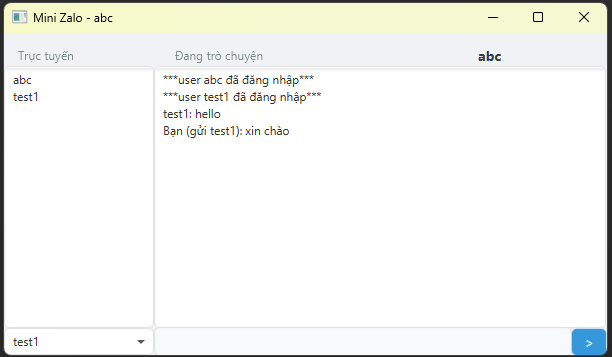 Mini Zalo - abc
Trực tuyến
Đang trò chuyện
abc
abc
test1
***user abc đã đăng nhập***
***user test1 đã đăng nhập***
test1: hello
Bạn (gửi test1): xin chào
test1
>